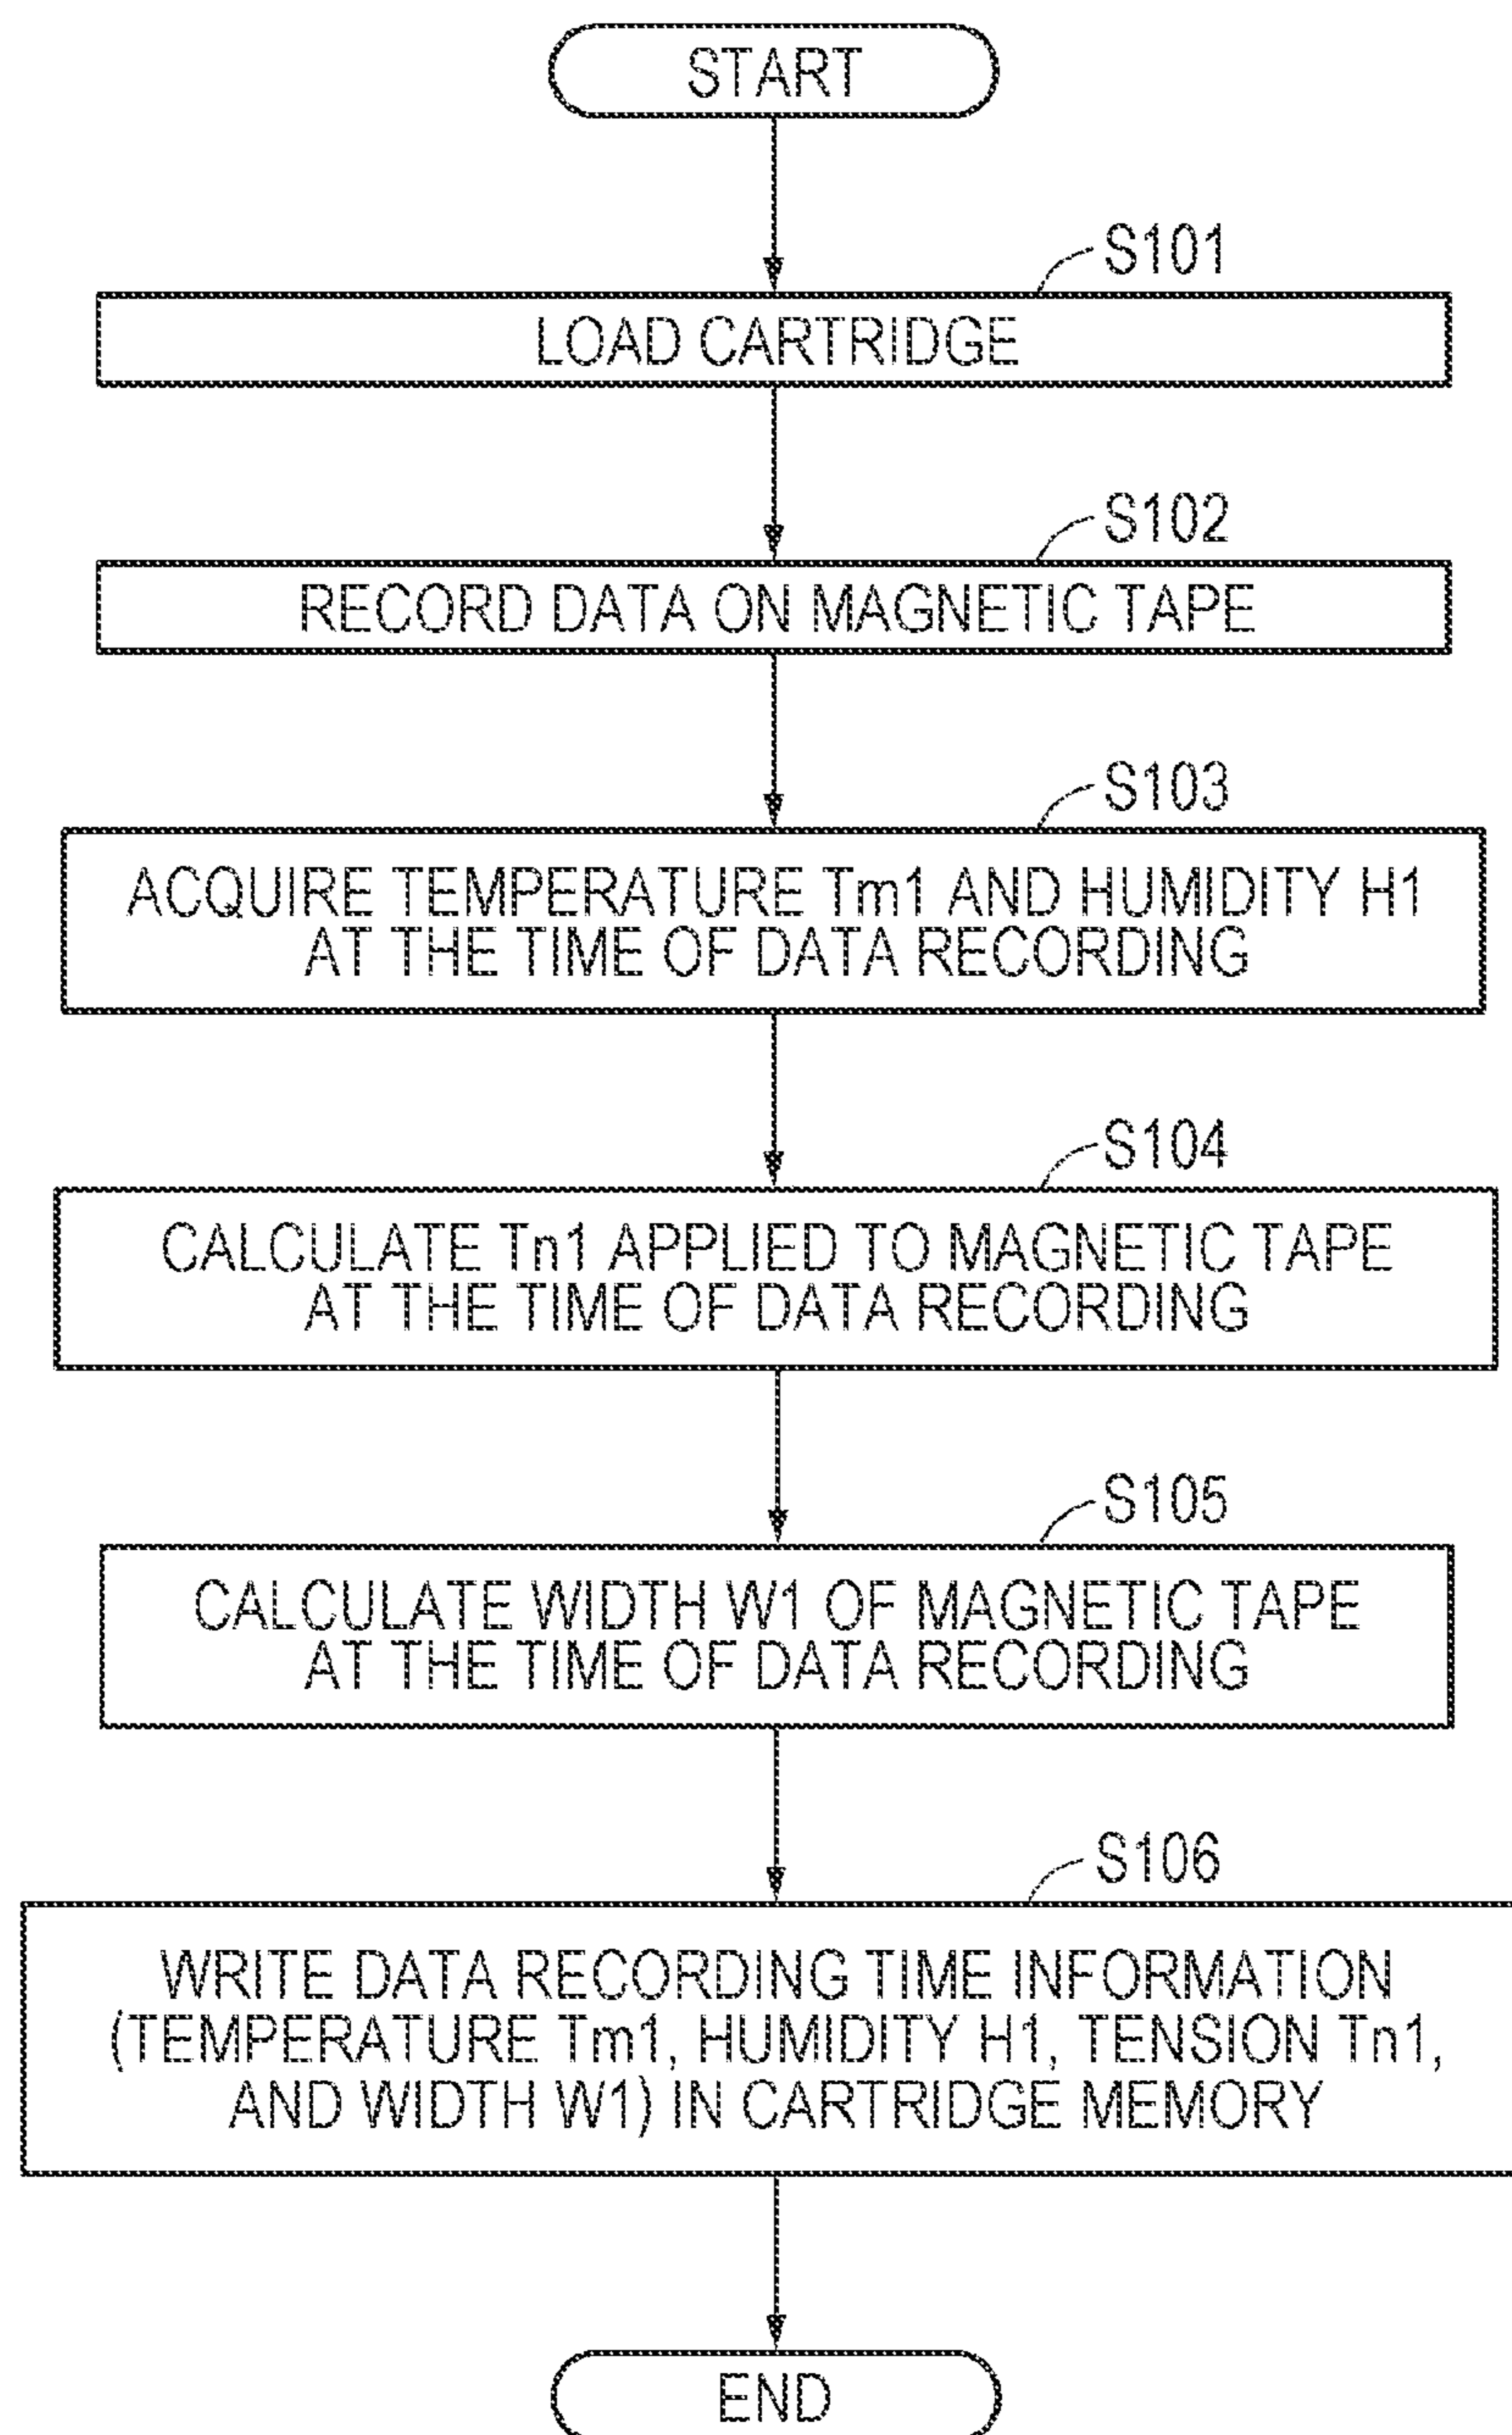 START
S101
LOAD CARTRIDGE
S102
RECORD DATA ON MAGNETIC TAPE
S103
ACQUIRE TEMPERATURE Tm1 AND HUMIDITY H1
AT THE TIME OF DATA RECORDING
S104
CALCULATE Tn1 APPLIED TO MAGNETIC TAPE
AT THE TIME OF DATA RECORDING
S105
CALCULATE WIDTH W1 OF MAGNETIC TAPE
AT THE TIME OF DATA RECORDING
S106
WRITE DATA RECORDING TIME INFORMATION
(TEMPERATURE Tm1, HUMIDITY H1, TENSION Tn1,
AND WIDTH W1) IN CARTRIDGE MEMORY
END